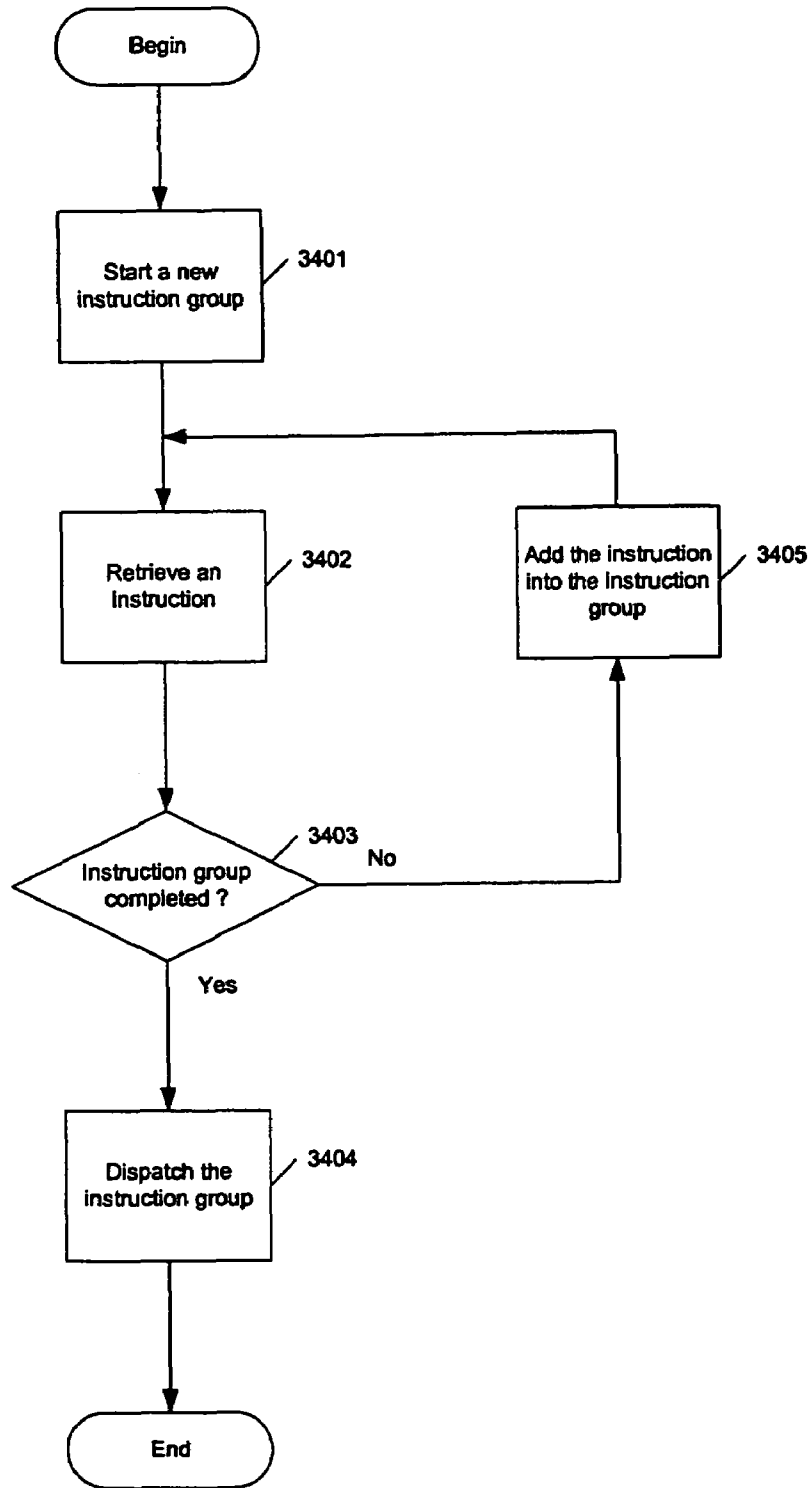 Begin
Start a new
instruction group
3401
Retrieve an
Instruction
3402
Add the instruction
into the Instruction
group
3405
Instruction group
completed ?
3403
No
Yes
Dispatch the
instruction group
3404
End